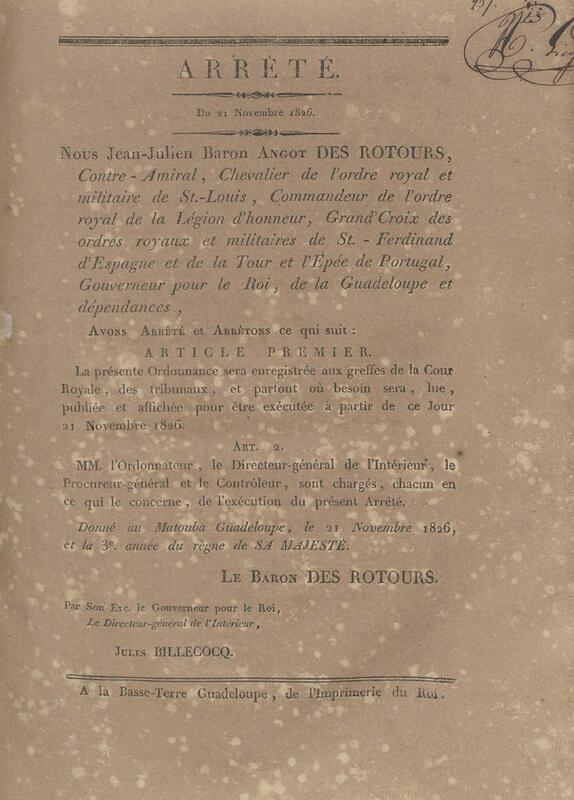 ARRÊTÉ.
Du 21 Novembre 1826.
Nous Jean-Julien Baron Angot DES ROTOURS,
Contre-Amiral, Chevalier de l'ordre royal et
militaire de St.-Louis, Commandeur de l'ordre
royal de la Légion d'honneur, Grand'Croix des
ordres royaux et militaires de St.-Ferdinand
d'Espagne et de la Tour et l'Epée de Portugal,
Gouverneur pour le Roi, de la Guadeloupe et
dépendances,
Avons Arrêté et Arrêtons ce qui suit :
ARTICLE PREMIER.
La présente Ordonnance sera enregistrée aux greffes de la Cour
Royale, des tribunaux, et partout où besoin sera, lue,
publiée et affichée pour être exécutée à partir de ce Jour
21 Novembre 1826.
Art. 2.
MM. l'Ordonnateur, le Directeur-général de l'Intérieur, le
Procureur-général et le Contrôleur, sont chargés, chacun en
ce qui le concerne, de l'exécution du présent Arrêté.
Donné au Matouba Guadeloupe, le 21 Novembre 1826,
et la 3e. année du règne de SA MAJESTÉ.
Le Baron DES ROTOURS.
Par Son Exc. le Gouverneur pour le Roi,
Le Directeur-général de l'Intérieur,
Jules BILLECOCQ.
A la Basse-Terre Guadeloupe, de l'Imprimerie du Roi.